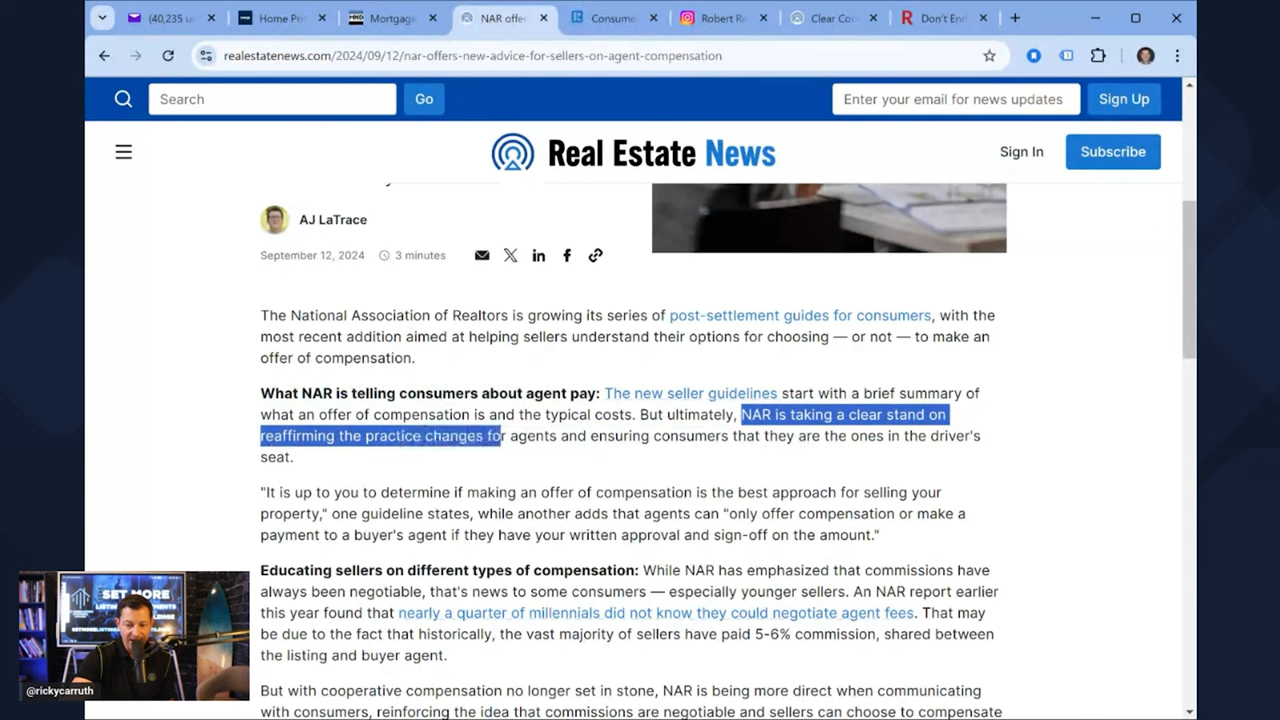 (40,235 u
Home Pri
Mortgage
NAR offe
Consume
Robert Re
Clear Coo
Don't End
realestatenews.com/2024/09/12/nar-offers-new-advice-for-sellers-on-agent-compensation
Search
Go
Enter your email for news updates
Sign Up
Real Estate News
Sign In
Subscribe
AJ LaTrace
September 12, 2024
3 minutes
The National Association of Realtors is growing its series of post-settlement guides for consumers, with the
most recent addition aimed at helping sellers understand their options for choosing — or not — to make an
offer of compensation.
What NAR is telling consumers about agent pay: The new seller guidelines start with a brief summary of
what an offer of compensation is and the typical costs. But ultimately, NAR is taking a clear stand on
reaffirming the practice changes for agents and ensuring consumers that they are the ones in the driver's
seat.
"It is up to you to determine if making an offer of compensation is the best approach for selling your
property," one guideline states, while another adds that agents can "only offer compensation or make a
payment to a buyer's agent if they have your written approval and sign-off on the amount."
Educating sellers on different types of compensation: While NAR has emphasized that commissions have
always been negotiable, that's news to some consumers — especially younger sellers. An NAR report earlier
this year found that nearly a quarter of millennials did not know they could negotiate agent fees. That may
be due to the fact that historically, the vast majority of sellers have paid 5-6% commission, shared between
the listing and buyer agent.
But with cooperative compensation no longer set in stone, NAR is being more direct when communicating
with consumers, reinforcing the idea that commissions are negotiable and sellers can choose to compensate
SET MORE
@rickycarruth